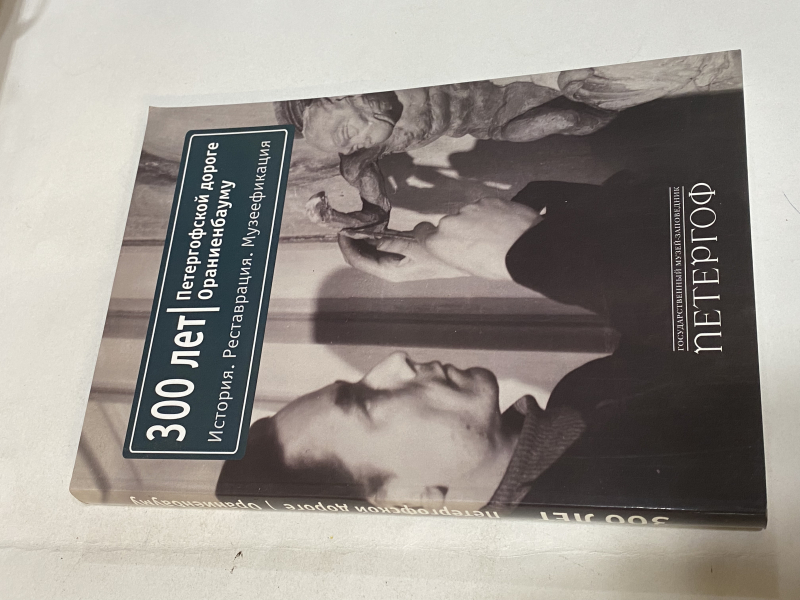 300 лет
Петергофской дороге
Ораниенбауму
История. Реставрация. Музеефикация
ГОСУДАРСТВЕННЫЙ МУЗЕЙ-ЗАПОВЕДНИК
ПЕТЕРГОФ
300 ЛЕТ Петергофской дороге | Ораниенбауму